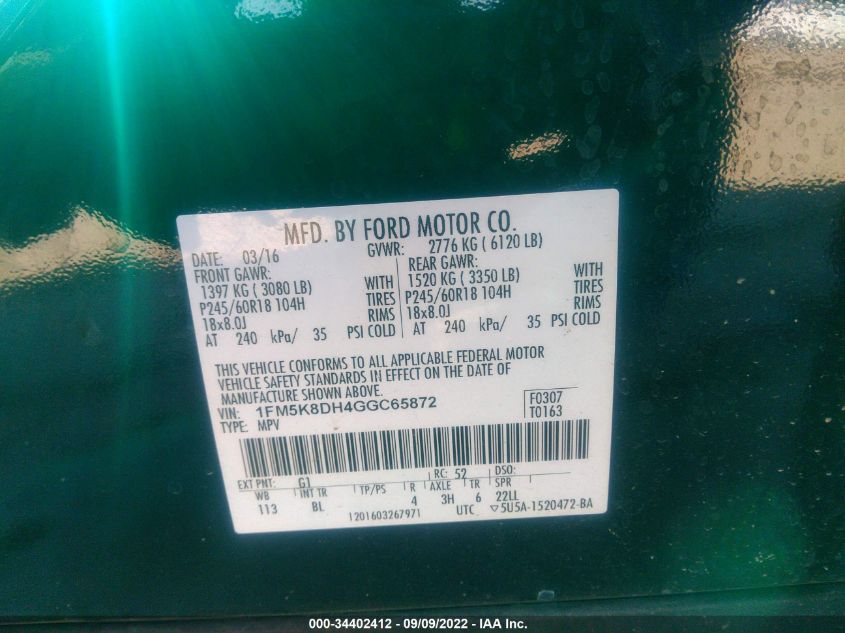 MFD. BY FORD MOTOR CO.
DATE: 03/16 GVWR: 2776 KG ( 6120 LB)
FRONT GAWR: REAR GAWR:
1397 KG ( 3080 LB) WITH 1520 KG ( 3350 LB) WITH
P245/60R18 104H TIRES P245/60R18 104H TIRES
18x8.0J RIMS 18x8.0J RIMS
AT 240 kPa/ 35 PSI COLD AT 240 kPa/ 35 PSI COLD
THIS VEHICLE CONFORMS TO ALL APPLICABLE FEDERAL MOTOR
VEHICLE SAFETY STANDARDS IN EFFECT ON THE DATE OF
MANUFACTURE SHOWN ABOVE.
VIN: 1FM5K8DH4GGC65872 F0307
TYPE: MPV T0163
EXT PNT: G1 RC: 52 DSO:
WB INT TR TP/PS R AXLE TR SPR
113 BL 4 3H 6 22LL
1201603267971 UTC ▽5U5A-1520472-BA
000-34402412 - 09/09/2022 - IAA Inc.